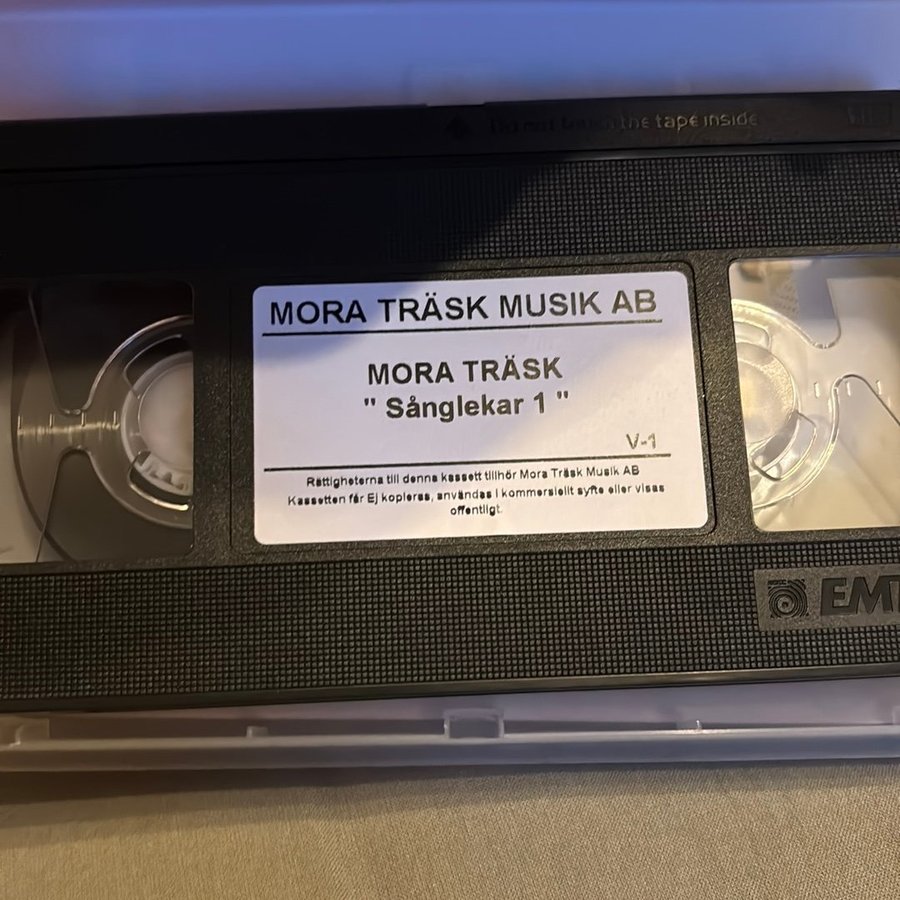 Do not touch the tape inside
MORA TRÄSK MUSIK AB
MORA TRÄSK
" Sånglekar 1 "
V-1
Rättigheterna till denna kassett tillhör Mora Träsk Musik AB
Kassetten får Ej kopieras, användas i kommersiellt syfte eller visas
offentligt.